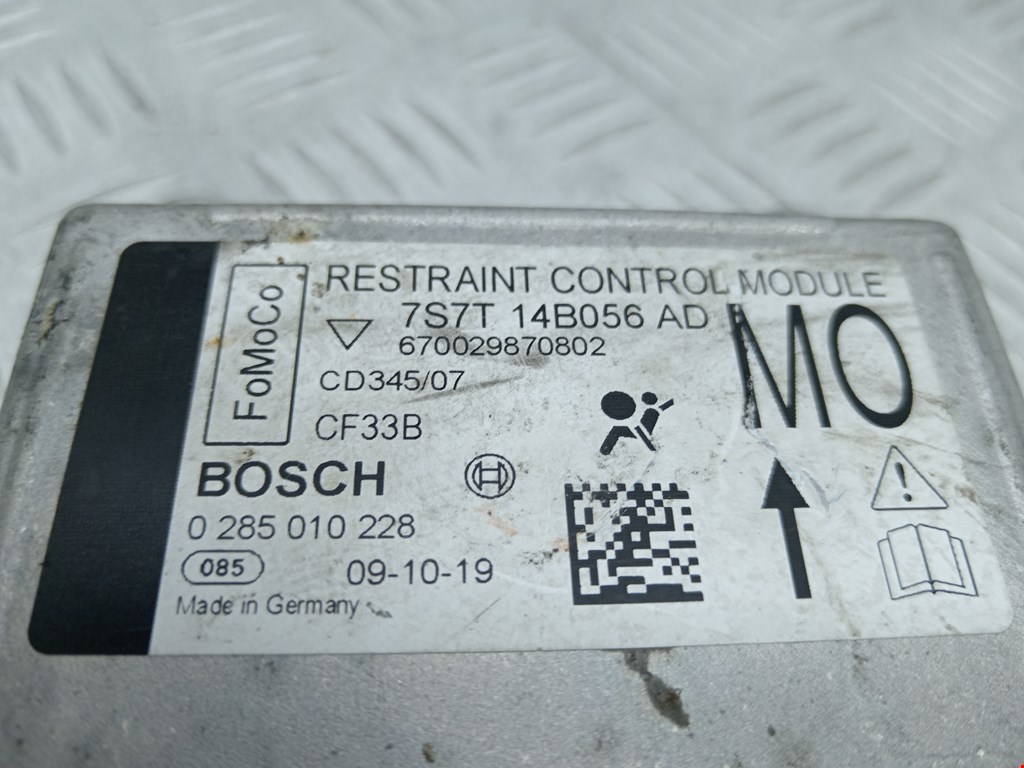 FoMoCo
RESTRAINT CONTROL MODULE
7S7T 14B056 AD
670029870802
MO
CD345/07
CF33B
BOSCH
0 285 010 228
085
09-10-19
Made in Germany